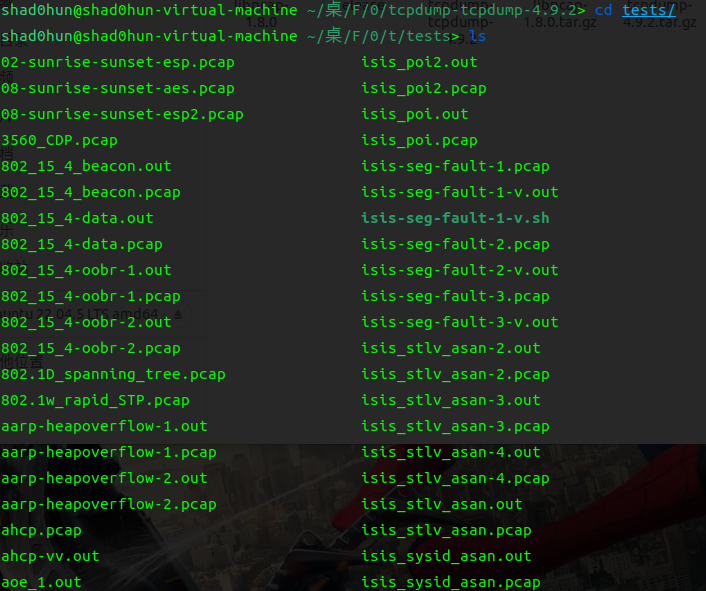 shad0hun@shad0hun-virtual-machine ~/桌/F/0/tcpdump-tcpdump-4.9.2> cd tests/
shad0hun@shad0hun-virtual-machine ~/桌/F/0/t/tests> ls
02-sunrise-sunset-esp.pcap isis_poi2.out
08-sunrise-sunset-aes.pcap isis_poi2.pcap
08-sunrise-sunset-esp2.pcap isis_poi.out
3560_CDP.pcap isis_poi.pcap
802_15_4_beacon.out isis-seg-fault-1.pcap
802_15_4_beacon.pcap isis-seg-fault-1-v.out
802_15_4-data.out isis-seg-fault-1-v.sh
802_15_4-data.pcap isis-seg-fault-2.pcap
802_15_4-oobr-1.out isis-seg-fault-2-v.out
802_15_4-oobr-1.pcap isis-seg-fault-3.pcap
802_15_4-oobr-2.out isis-seg-fault-3-v.out
802_15_4-oobr-2.pcap isis_stlv_asan-2.out
802.1D_spanning_tree.pcap isis_stlv_asan-2.pcap
802.1w_rapid_STP.pcap isis_stlv_asan-3.out
aarp-heapoverflow-1.out isis_stlv_asan-3.pcap
aarp-heapoverflow-1.pcap isis_stlv_asan-4.out
aarp-heapoverflow-2.out isis_stlv_asan-4.pcap
aarp-heapoverflow-2.pcap isis_stlv_asan.out
ahcp.pcap isis_stlv_asan.pcap
ahcp-vv.out isis_sysid_asan.out
aoe_1.out isis_sysid_asan.pcap